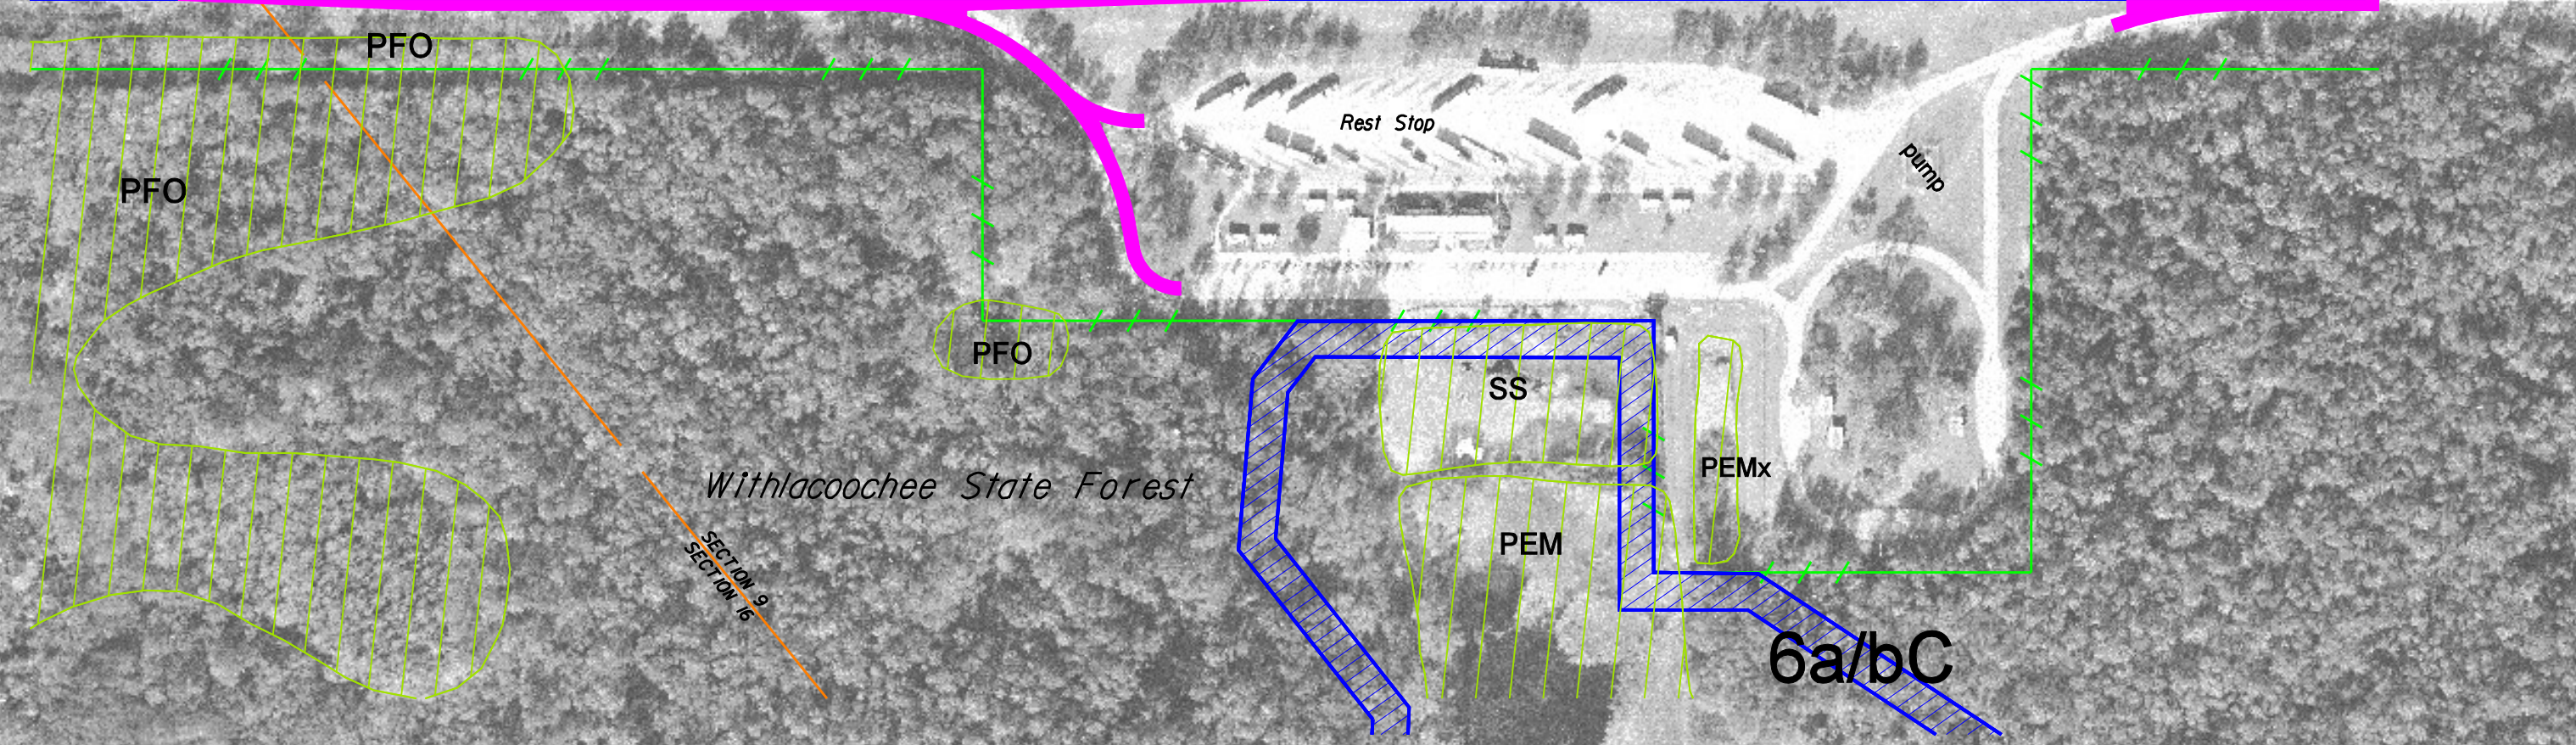 PFO
Rest Stop
pump
PFO
PFO
SS
PEMx
Withlacoochee State Forest
PEM
SECTION 9
SECTION 16
6a/bC